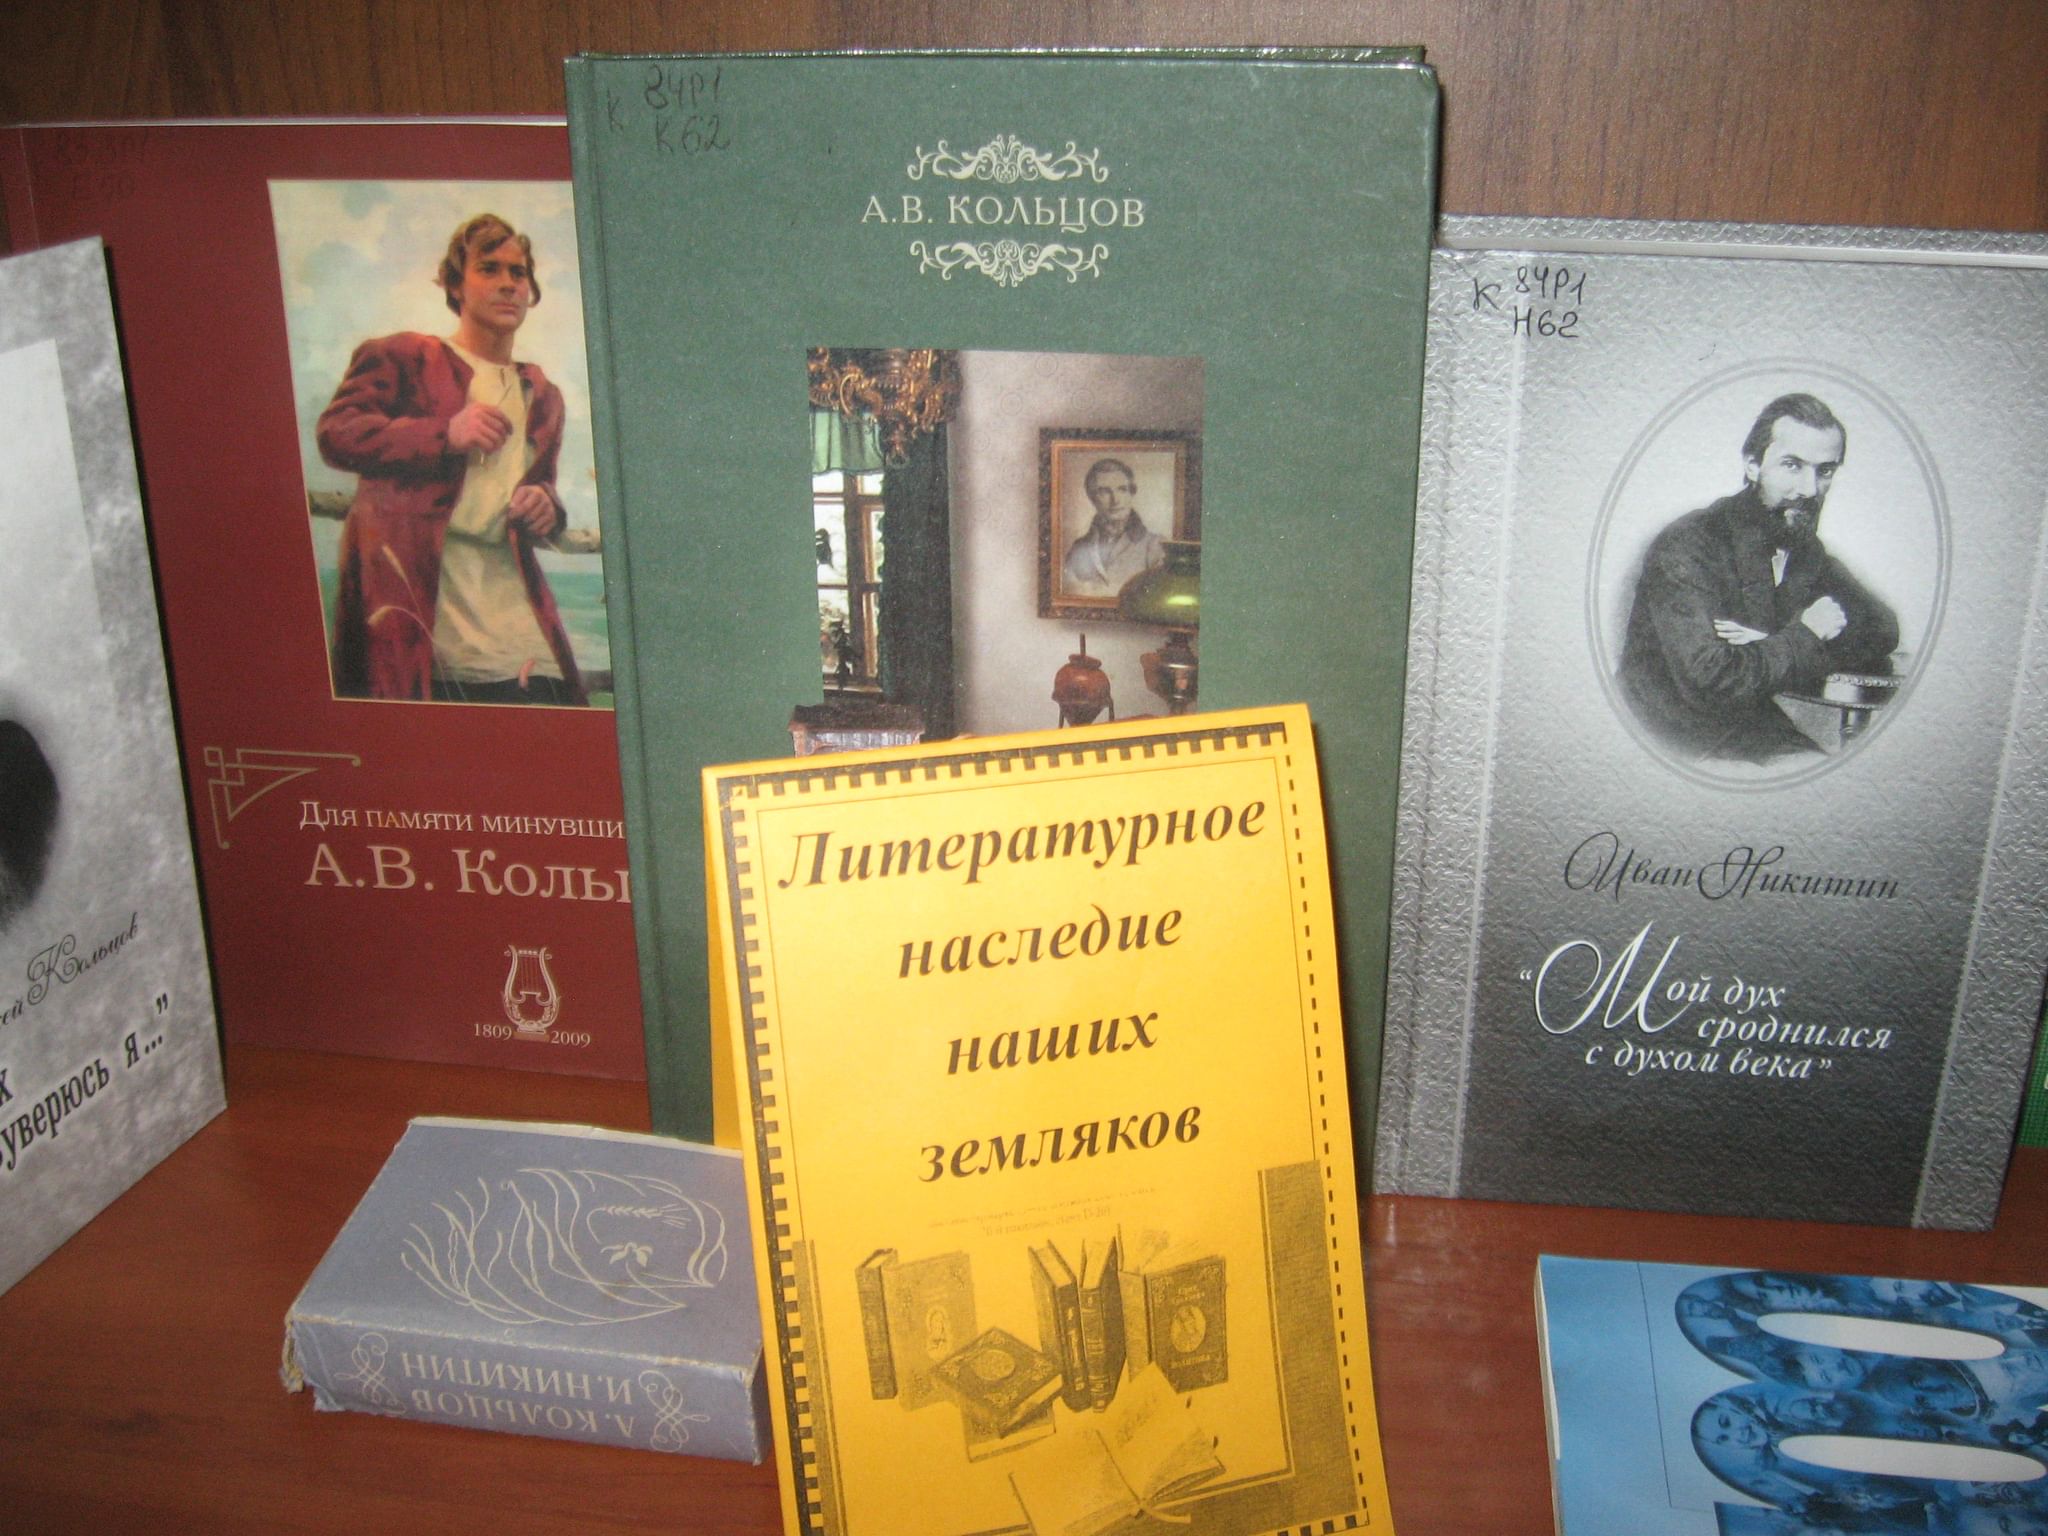 84Р1
К К62
А.В. КОЛЬЦОВ
К 84Р1
Н62
Для памяти минувши
А.В. Кольц
1809 2009
Кольцов
уверюсь я..."
Литературное
наследие
наших
земляков
Иван Никитин
"Мой дух
сроднился
с духом века"
А. КОЛЬЦОВ
И. НИКИТИН